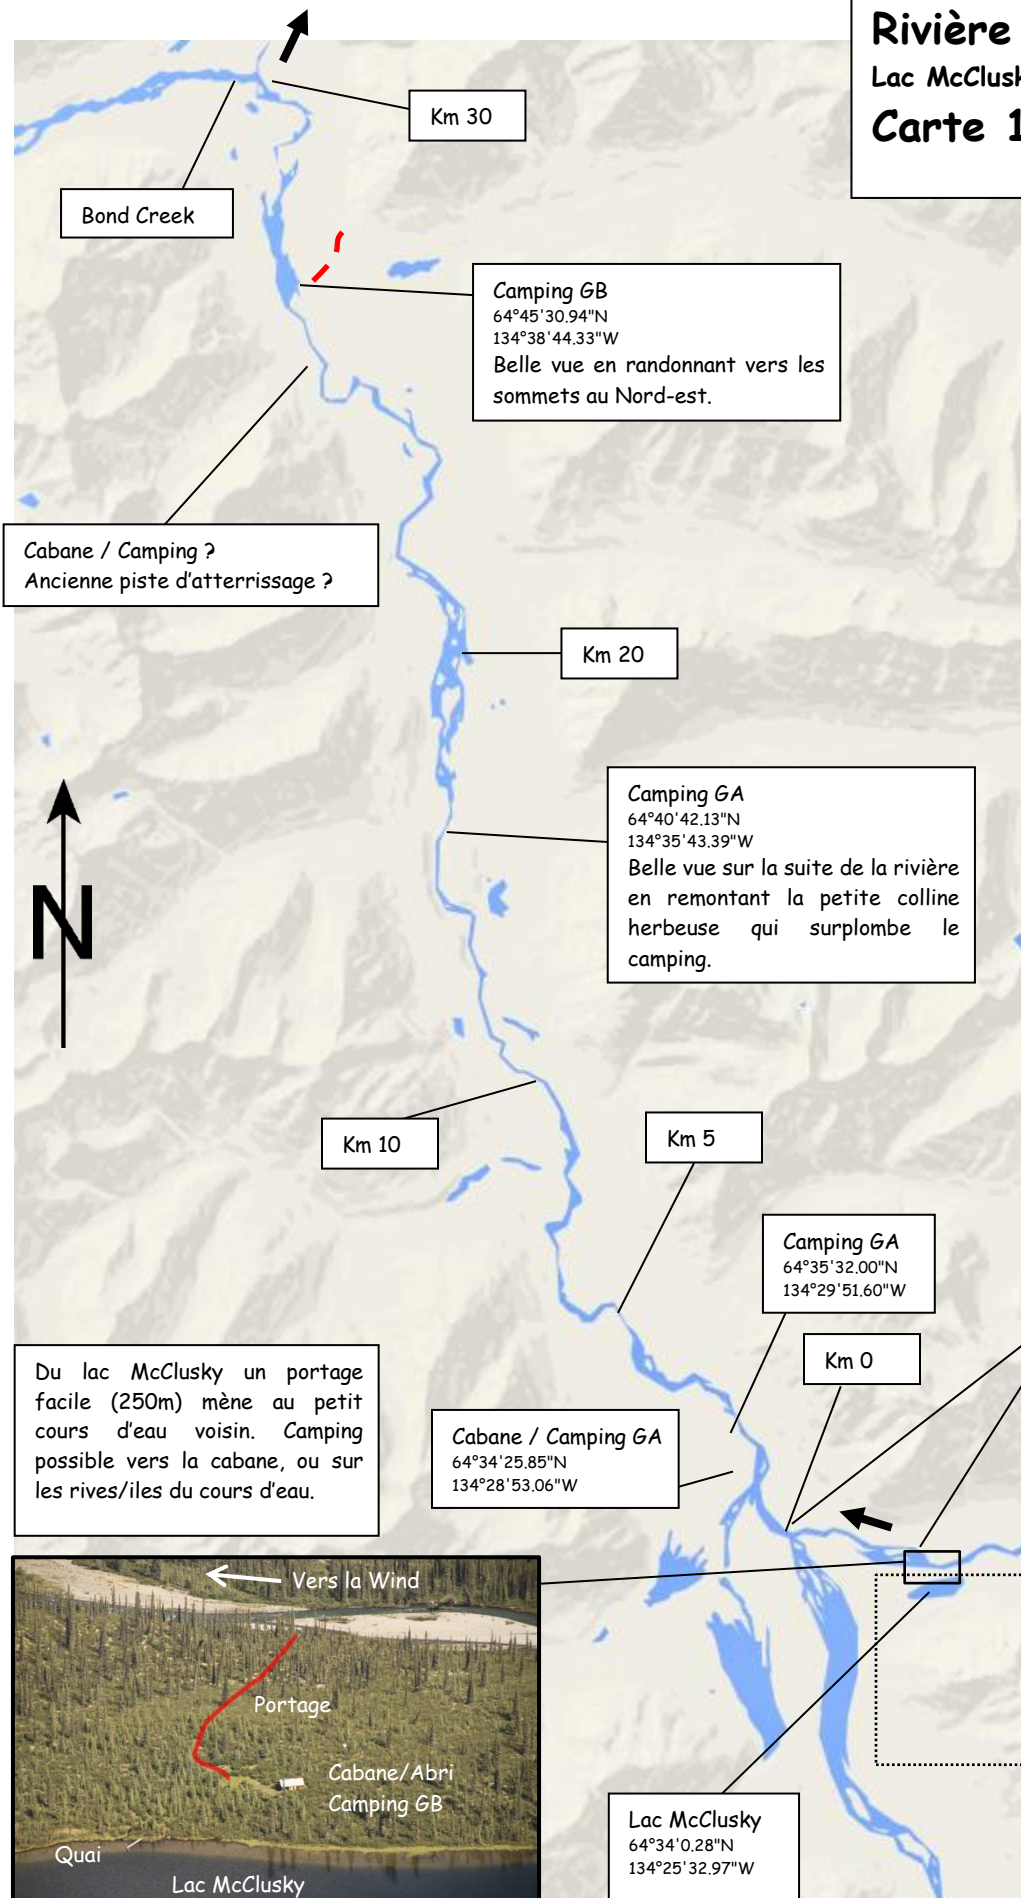 Rivière
Lac McClusk
Carte 1
Km 30
Bond Creek
Camping GB
64°45'30.94"N
134°38'44.33"W
Belle vue en randonnant vers les
sommets au Nord-est.
Cabane / Camping ?
Ancienne piste d'atterrissage ?
Km 20
Camping GA
64°40'42.13"N
134°35'43.39"W
Belle vue sur la suite de la rivière
en remontant la petite colline
herbeuse qui surplombe le
camping.
N
Km 10
Km 5
Camping GA
64°35'32.00"N
134°29'51.60"W
Km 0
Du lac McClusky un portage
facile (250m) mène au petit
cours d'eau voisin. Camping
possible vers la cabane, ou sur
les rives/iles du cours d'eau.
Cabane / Camping GA
64°34'25.85"N
134°28'53.06"W
Vers la Wind
Portage
Cabane/Abri
Camping GB
Quai
Lac McClusky
Lac McClusky
64°34'0.28"N
134°25'32.97"W